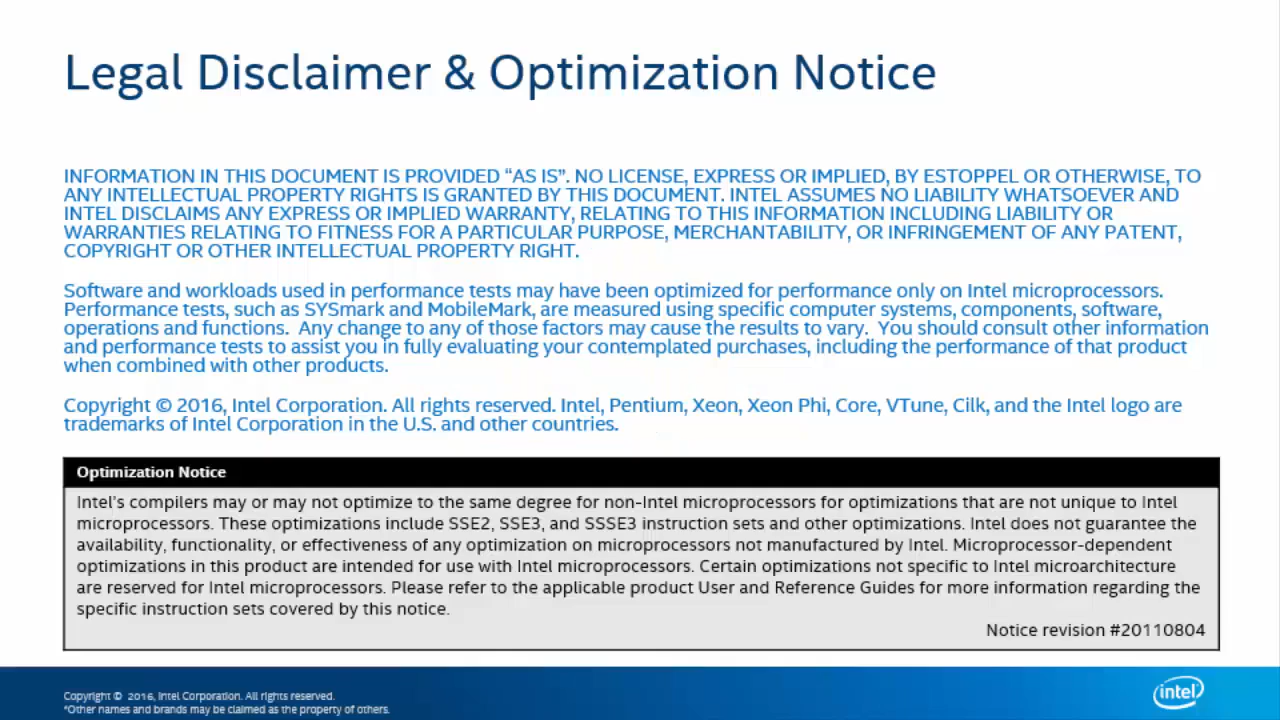 Legal Disclaimer & Optimization Notice
INFORMATION IN THIS DOCUMENT IS PROVIDED “AS IS”. NO LICENSE, EXPRESS OR IMPLIED, BY ESTOPPEL OR OTHERWISE, TO
ANY INTELLECTUAL PROPERTY RIGHTS IS GRANTED BY THIS DOCUMENT. INTEL ASSUMES NO LIABILITY WHATSOEVER AND
INTEL DISCLAIMS ANY EXPRESS OR IMPLIED WARRANTY, RELATING TO THIS INFORMATION INCLUDING LIABILITY OR
WARRANTIES RELATING TO FITNESS FOR A PARTICULAR PURPOSE, MERCHANTABILITY, OR INFRINGEMENT OF ANY PATENT,
COPYRIGHT OR OTHER INTELLECTUAL PROPERTY RIGHT.
Software and workloads used in performance tests may have been optimized for performance only on Intel microprocessors.
Performance tests, such as SYSmark and MobileMark, are measured using specific computer systems, components, software,
operations and functions.  Any change to any of those factors may cause the results to vary.  You should consult other information
and performance tests to assist you in fully evaluating your contemplated purchases, including the performance of that product
when combined with other products.
Copyright © 2016, Intel Corporation. All rights reserved. Intel, Pentium, Xeon, Xeon Phi, Core, VTune, Cilk, and the Intel logo are
trademarks of Intel Corporation in the U.S. and other countries.
Optimization Notice
Intel’s compilers may or may not optimize to the same degree for non-Intel microprocessors for optimizations that are not unique to Intel
microprocessors. These optimizations include SSE2, SSE3, and SSSE3 instruction sets and other optimizations. Intel does not guarantee the
availability, functionality, or effectiveness of any optimization on microprocessors not manufactured by Intel. Microprocessor-dependent
optimizations in this product are intended for use with Intel microprocessors. Certain optimizations not specific to Intel microarchitecture
are reserved for Intel microprocessors. Please refer to the applicable product User and Reference Guides for more information regarding the
specific instruction sets covered by this notice.
Notice revision #20110804
Copyright © 2016, Intel Corporation. All rights reserved.
*Other names and brands may be claimed as the property of others.
intel